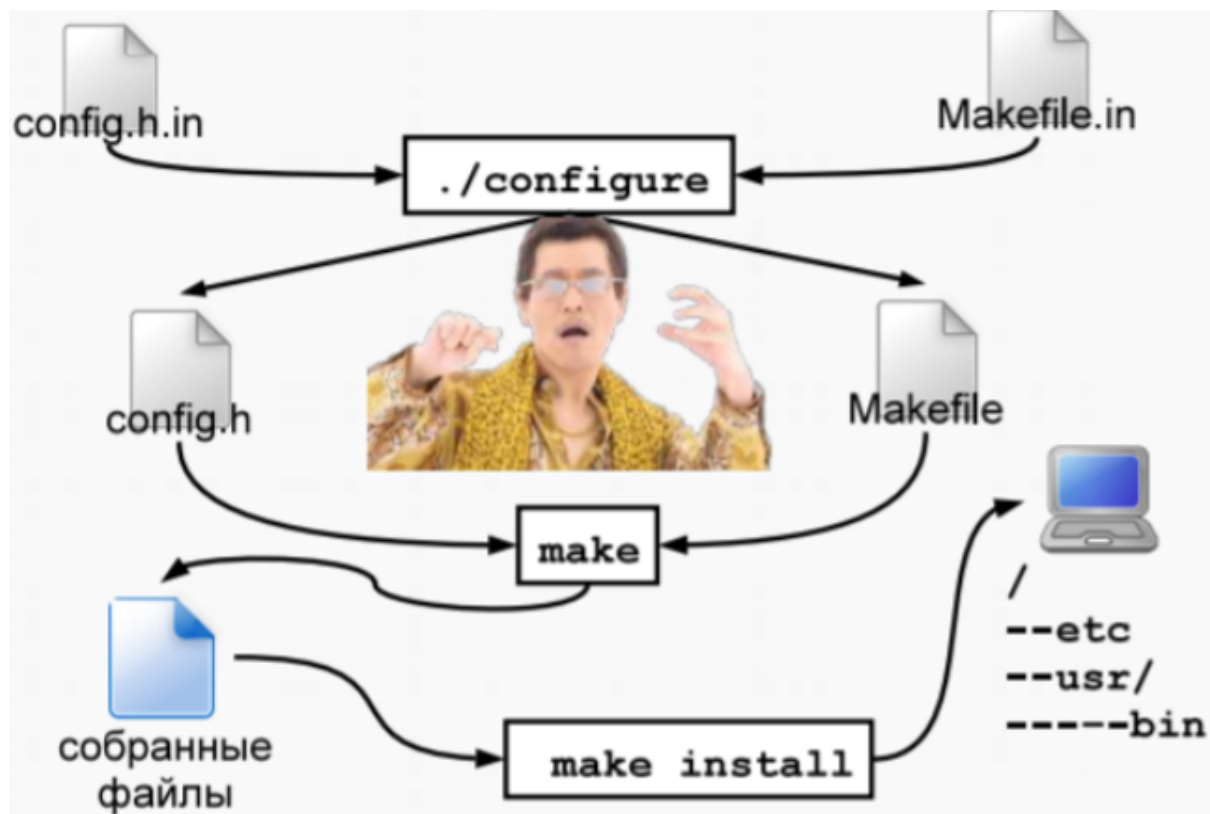 config.h.in
Makefile.in
./configure
config.h
Makefile
make
/
--etc
--usr/
-----bin
собранные
файлы
make install